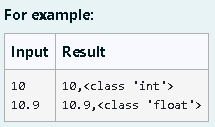 For example:
Input Result
10 10,<class 'int'>
10.9 10.9,<class 'float'>